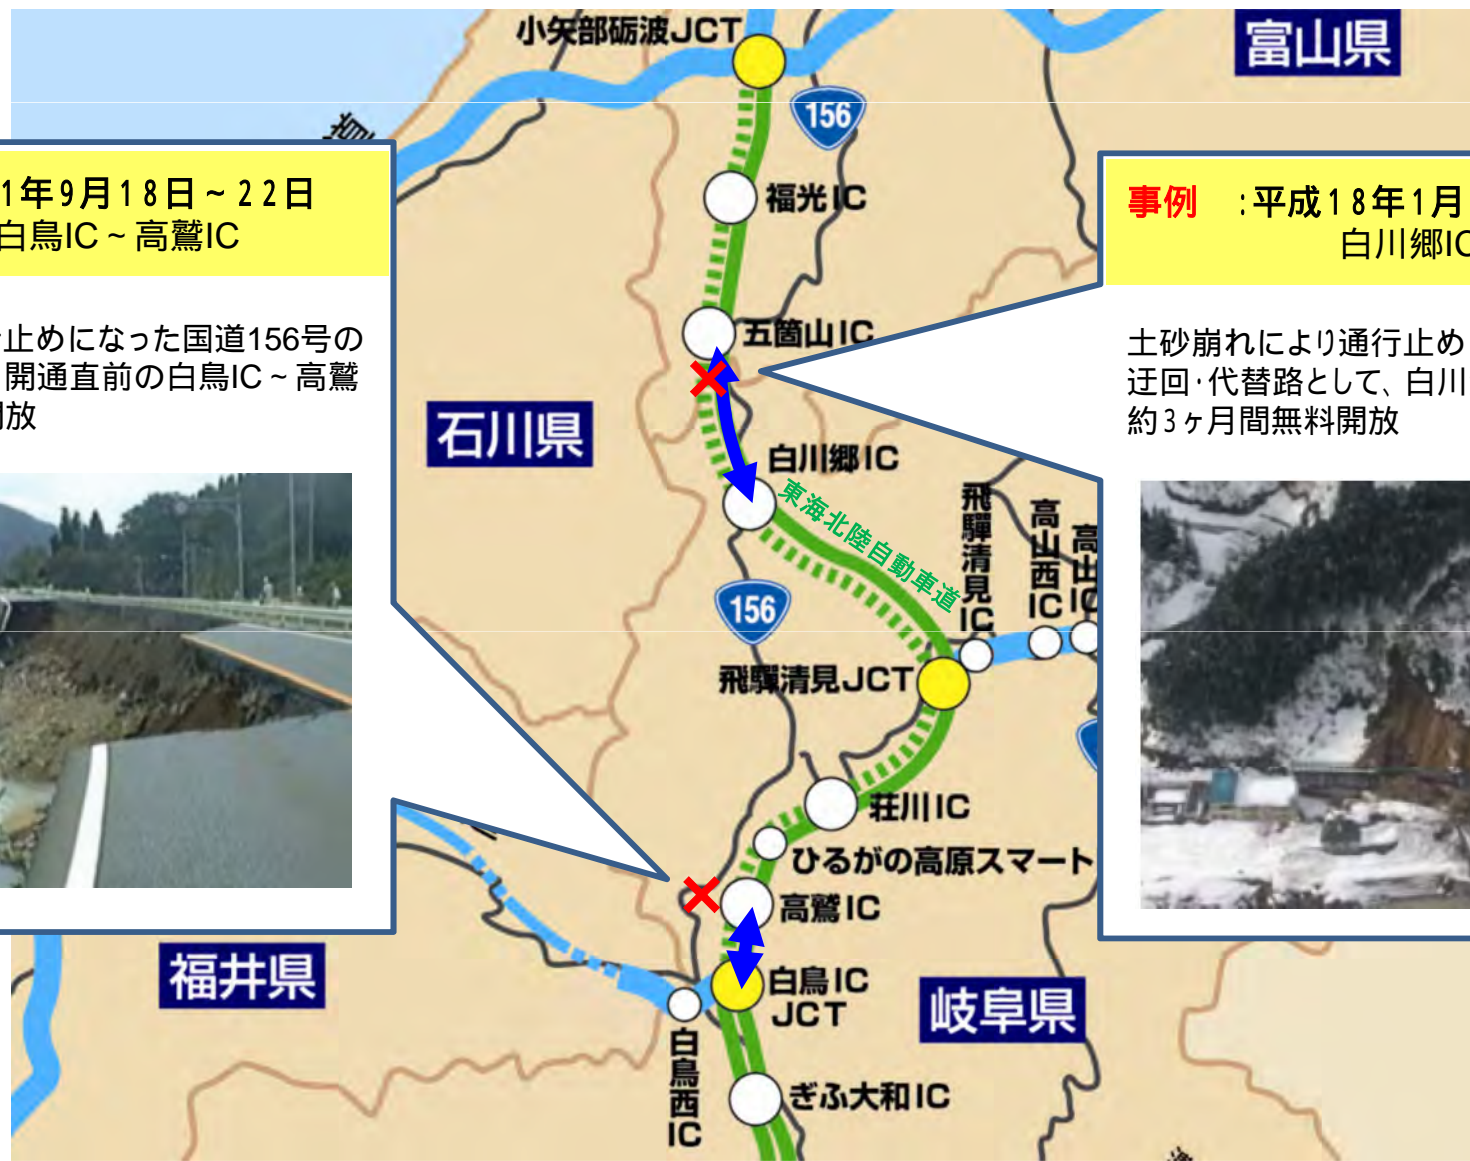 小矢部砺波JCT
富山県
156
道
1年9月18日~22日
白鳥IC~高鷲IC
福光IC
事例 :平成18年1月
白川郷IC
止めになった国道156号の
開通直前の白鳥IC~高鷲
開放
五箇山IC
土砂崩れにより通行止め
迂回・代替路として、白川
約3ヶ月間無料開放
石川県
白川郷IC
東海北陸自動車道
飛騨清見IC
高山西IC
高山IC
156
飛騨清見JCT
荘川IC
ひるがの高原スマート
高鷲IC
福井県
白鳥IC
JCT
岐阜県
白鳥西IC
ぎふ大和IC